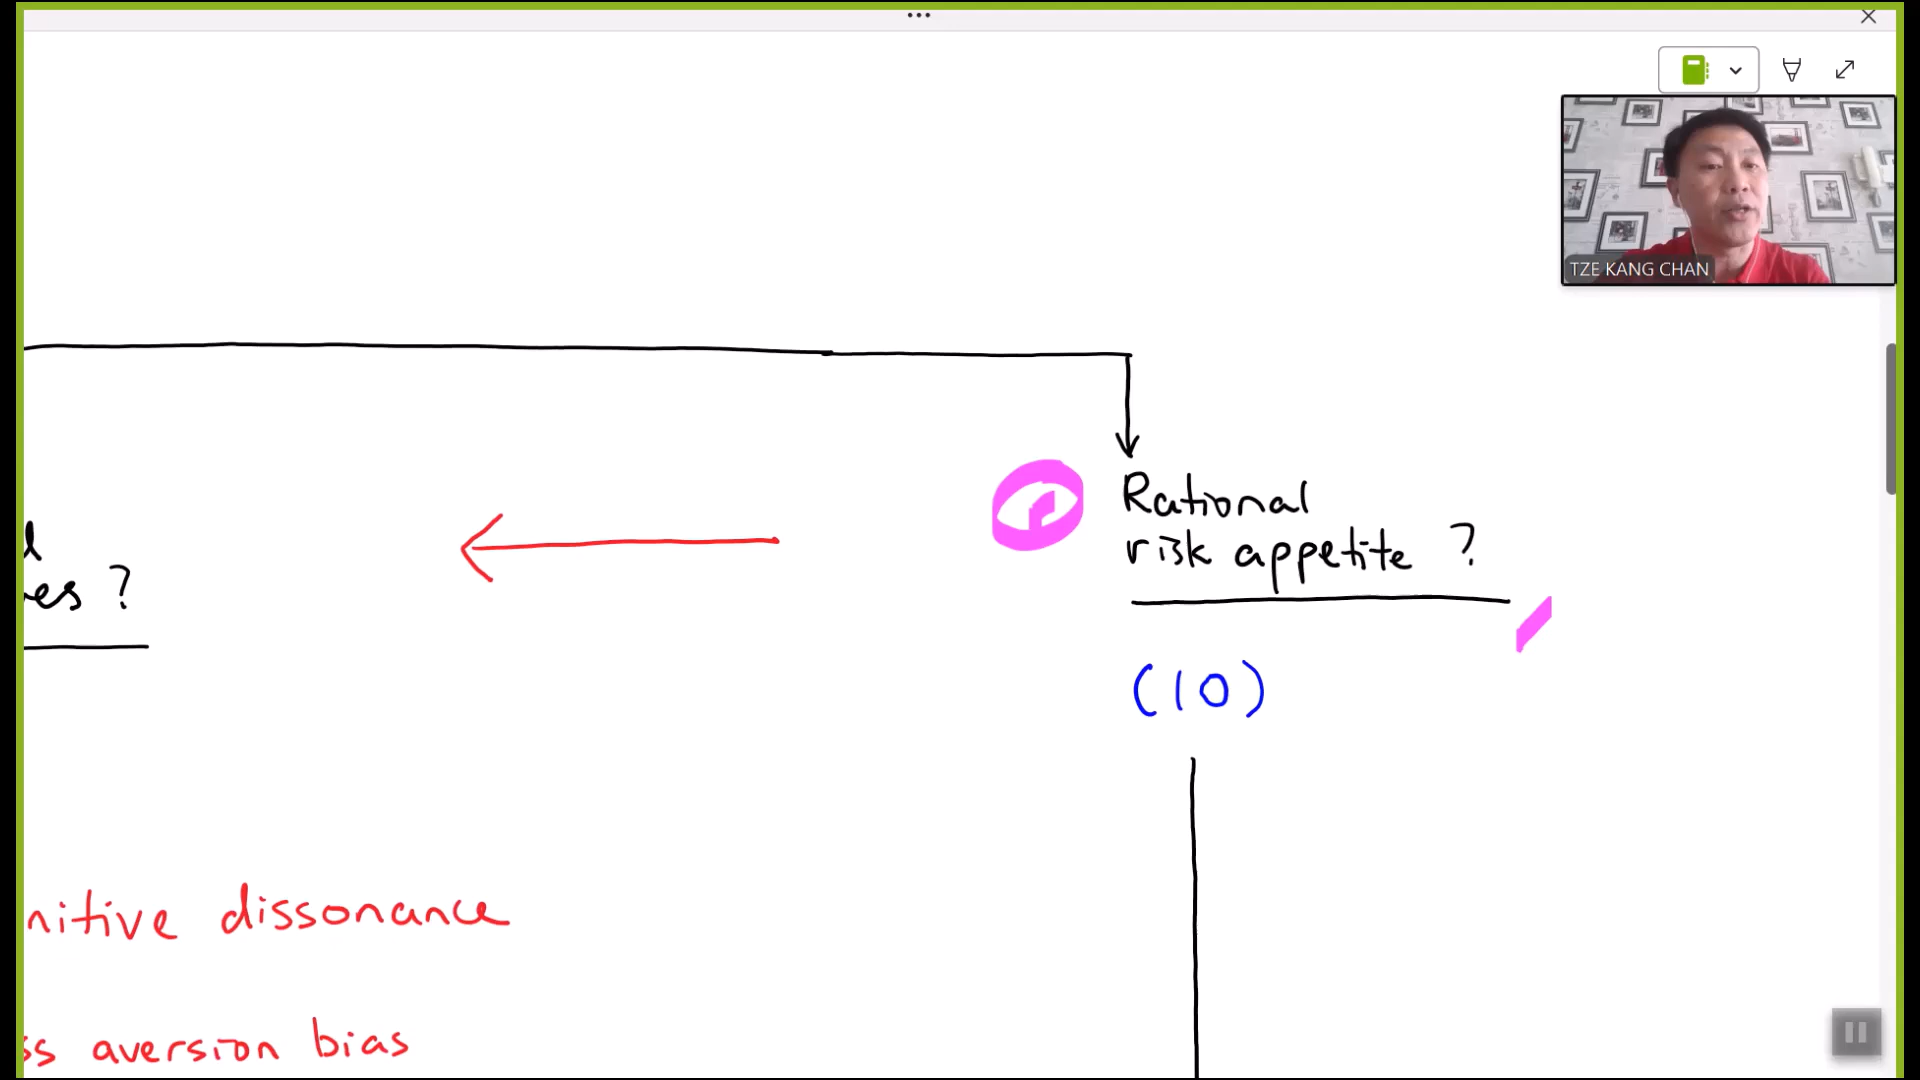 TZE KANG CHAN
Rational
risk appetite ?
es ?
(10)
nitive dissonance
ss aversion bias